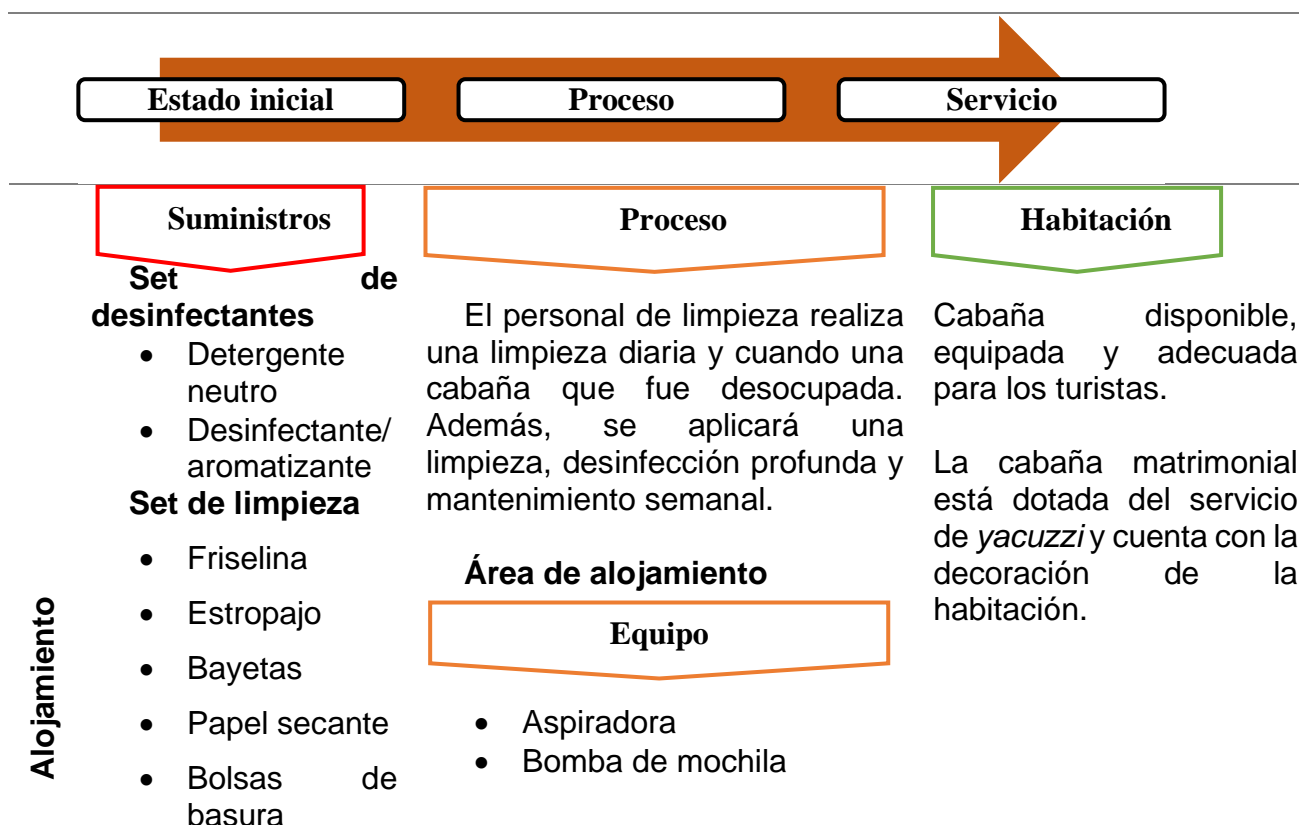 Estado inicial
Proceso
Servicio
Suministros
Set de
desinfectantes
• Detergente
neutro
• Desinfectante/
aromatizante
Set de limpieza
• Friselina
• Estropajo
• Bayetas
• Papel secante
• Bolsas de
basura
Proceso
El personal de limpieza realiza
una limpieza diaria y cuando una
cabaña que fue desocupada.
Además, se aplicará una
limpieza, desinfección profunda y
mantenimiento semanal.
Área de alojamiento
Equipo
• Aspiradora
• Bomba de mochila
Habitación
Cabaña disponible,
equipada y adecuada
para los turistas.
La cabaña matrimonial
está dotada del servicio
de yacuzzi y cuenta con la
decoración de la
habitación.
Alojamiento